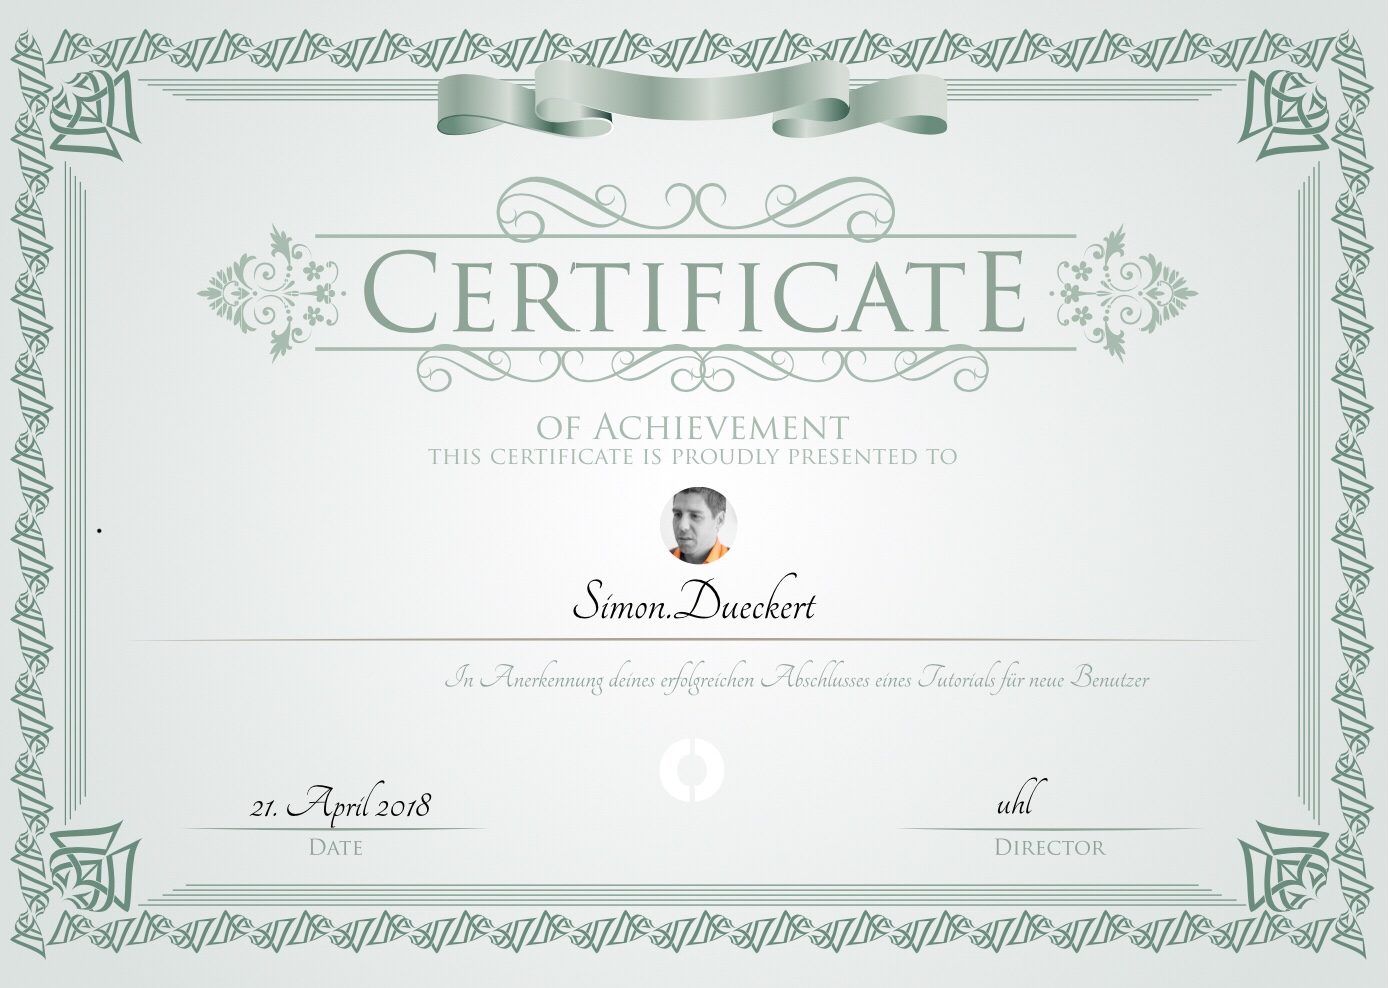 CERTIFICATE
OF ACHIEVEMENT
THIS CERTIFICATE IS PROUDLY PRESENTED TO
Simon.Dueckert
In Anerkennung deines erfolgreichen Abschlusses eines Tutorials für neue Benutzer
21. April 2018
uhl
DATE
DIRECTOR